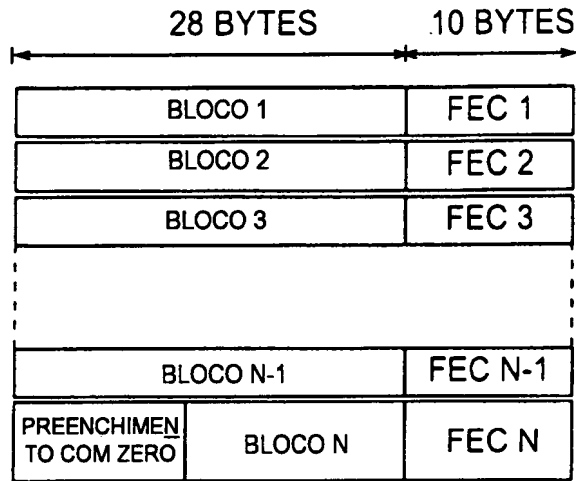 28 BYTES .10 BYTES
BLOCO 1 FEC 1
BLOCO 2 FEC 2
BLOCO 3 FEC 3
BLOCO N-1 FEC N-1
PREENCHIMEN
TO COM ZERO BLOCO N FEC N